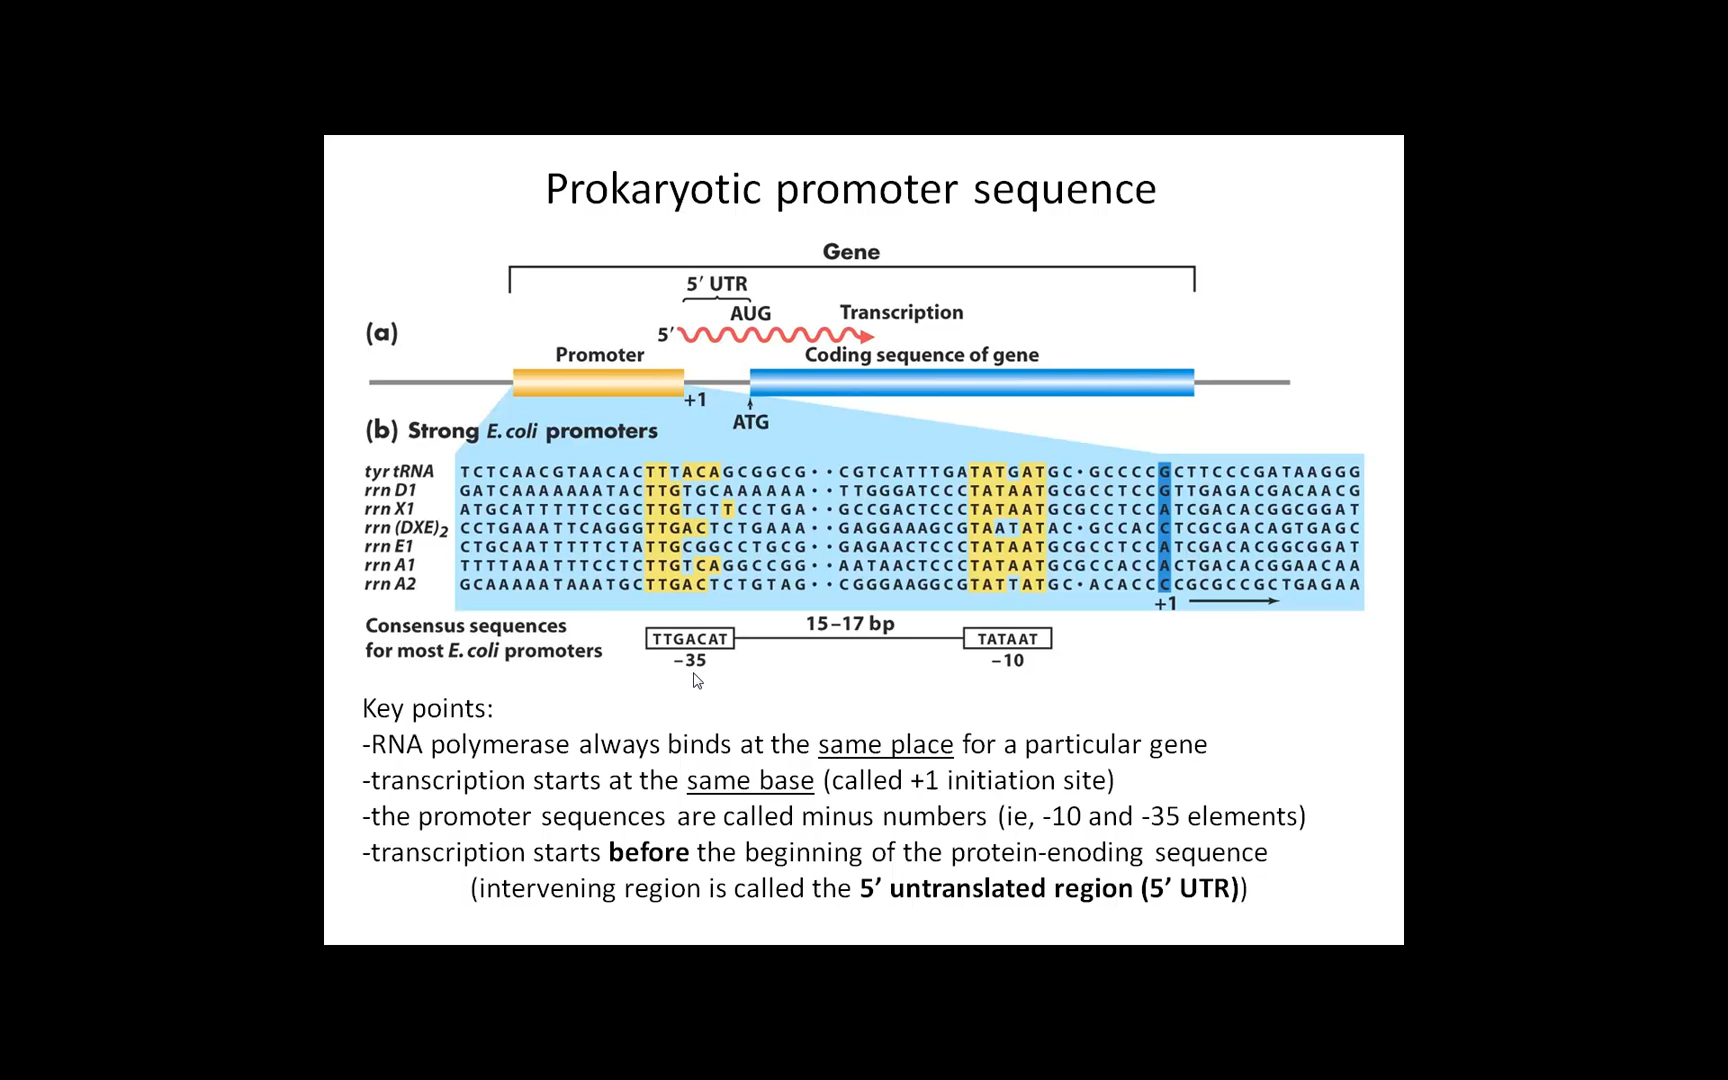 Prokaryotic promoter sequence
Gene
5′ UTR
AUG
Transcription
(a)
5′
Promoter
Coding sequence of gene
+1
ATG
(b) Strong E. coli promoters
tyr tRNA TCTCAACGTAACACTTTACAGCGGCG··CGTCATTTGATATGATGC·GCCCCGCTTCCCGATAAGGG
rrn D1 GATCAAAAAAATACTTGTGCAAAAAA··TTGGGATCCCTATAATGCGCCTCCGTTGAGACGACAACG
rrn X1 ATGCATTTTTCCGCTTGTCTTCCTGA··GCCGACTCCCTATAATGCGCCTCCATCGACACGGCGGAT
rrn (DXE)2 CCTGAAATTCAGGGTTGACTCTGAAA··GAGGAAAGCGTAATATAC·GCCACCTCGCGACAGTGAGC
rrn E1 CTGCAATTTTTCTATTGCGGCCTGCG··GAGAACTCCCTATAATGCGCCTCCATCGACACGGCGGAT
rrn A1 TTTTAAATTTCCTCTTGTCAGGCCGG··AATAACTCCCTATAATGCGCCACCACTGACACGGAACAA
rrn A2 GCAAAAATAAATGCTTGACTCTGTAG··CGGGAAGGCGTATTATGC·ACACCCCGCGCCGCTGAGAA
+1
Consensus sequences
for most E. coli promoters
TTGACAT
15–17 bp
TATAAT
–35
–10
Key points:
-RNA polymerase always binds at the same place for a particular gene
-transcription starts at the same base (called +1 initiation site)
-the promoter sequences are called minus numbers (ie, -10 and -35 elements)
-transcription starts before the beginning of the protein-enoding sequence
(intervening region is called the 5’ untranslated region (5’ UTR))